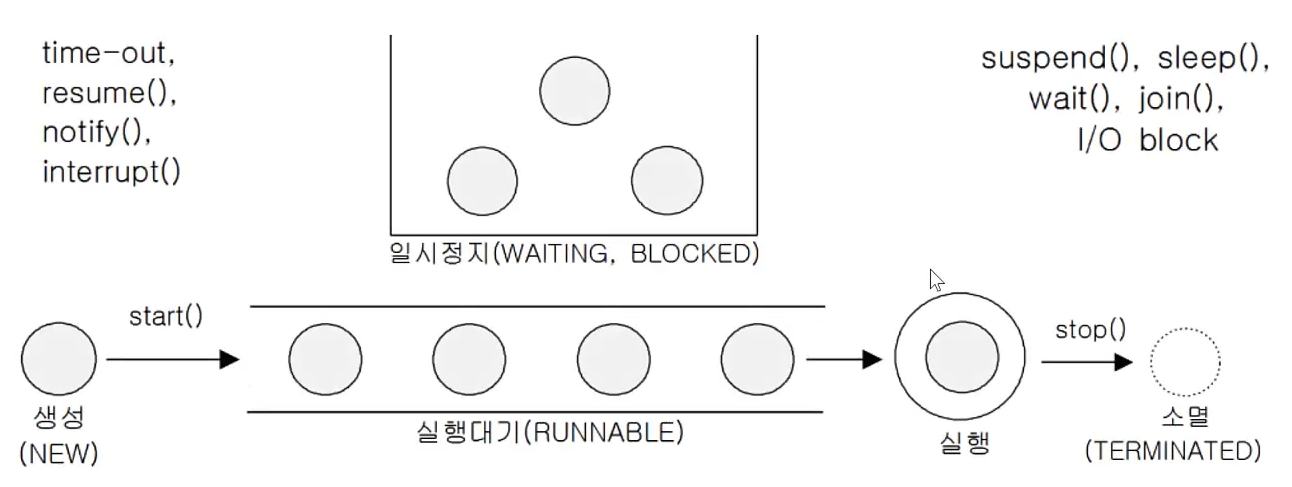 time-out,
resume(),
notify(),
interrupt()
suspend(), sleep(),
wait(), join(),
I/O block
일시정지(WAITING, BLOCKED)
start()
stop()
생성
(NEW)
실행대기(RUNNABLE)
실행
소멸
(TERMINATED)